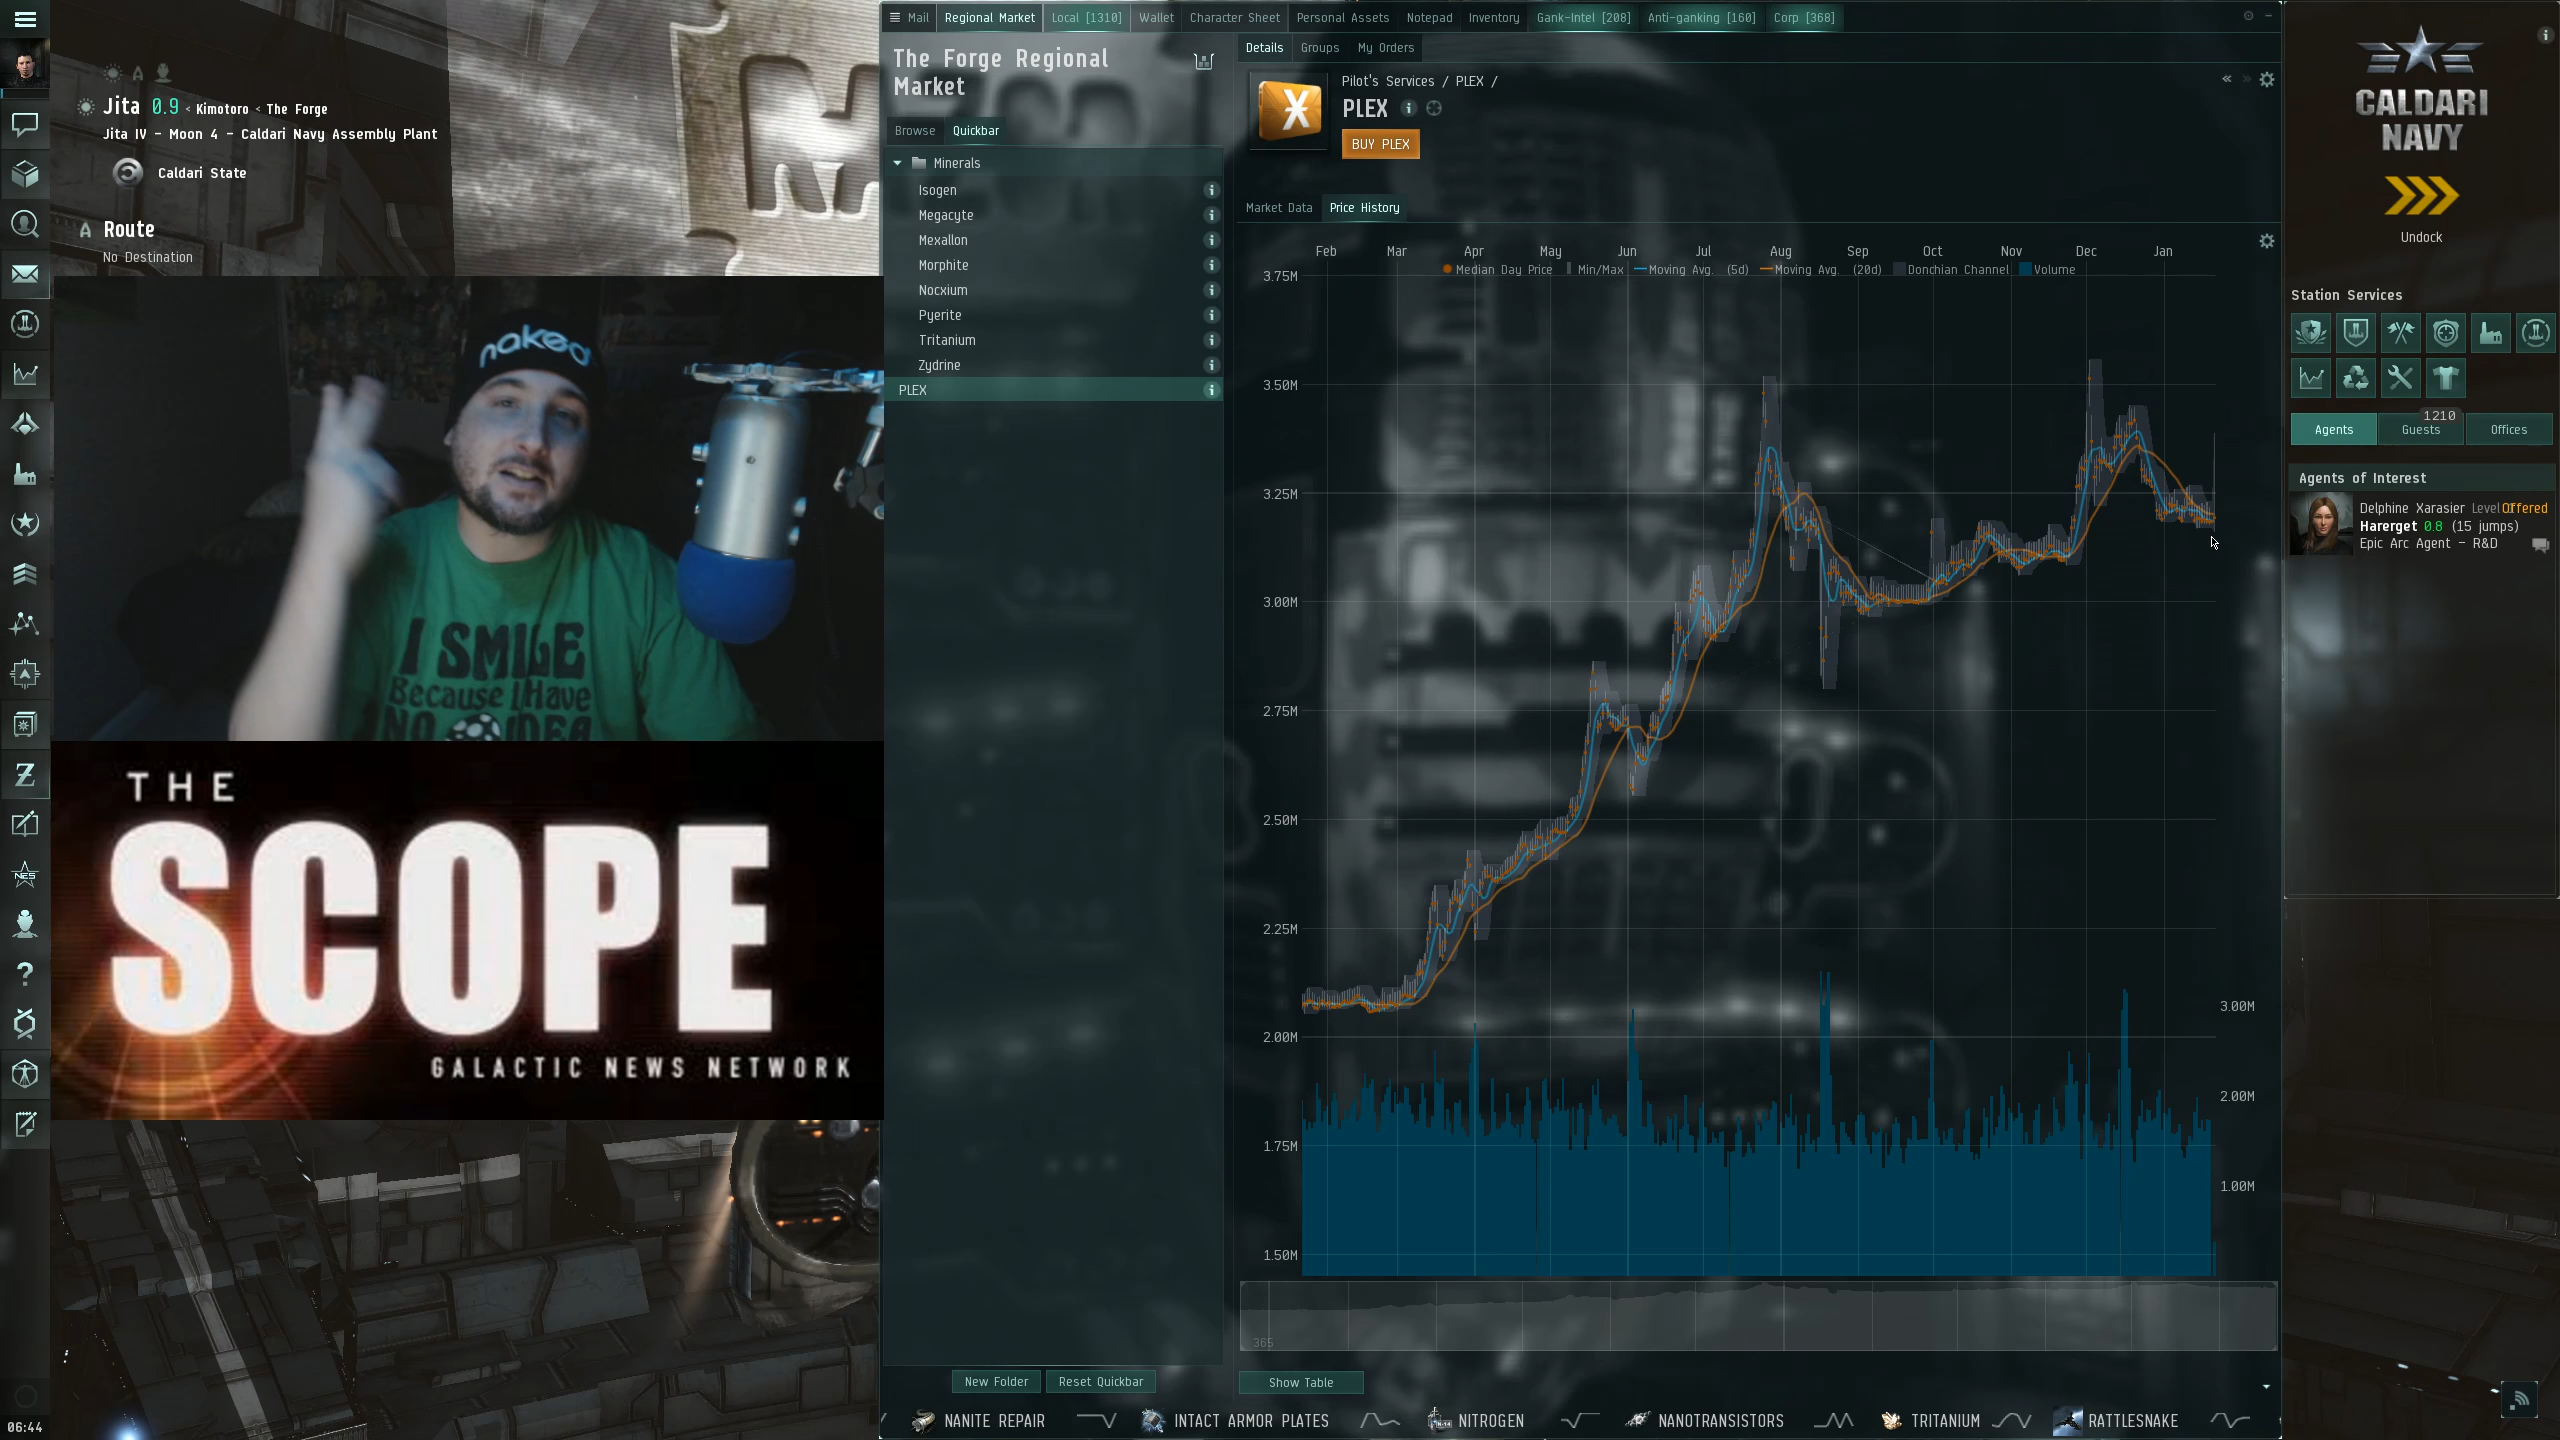 Mail
Regional Market
Local [1310]
Wallet
Character Sheet
Personal Assets
Notepad
Inventory
Gank-Intel [208]
Anti-ganking [160]
Corp [368]
Jita 0.9 < Kimotoro < The Forge
Jita IV - Moon 4 - Caldari Navy Assembly Plant
Caldari State
Route
No Destination
naked
I SMILE
Because I Have
NO IDEA
THE
SCOPE
GALACTIC NEWS NETWORK
NES
06:44
The Forge Regional
Market
Browse
Quickbar
Minerals
Isogen
Megacyte
Mexallon
Morphite
Nocxium
Pyerite
Tritanium
Zydrine
PLEX
New Folder
Reset Quickbar
Details
Groups
My Orders
Pilot's Services / PLEX /
PLEX
BUY PLEX
Market Data
Price History
Feb Mar Apr May Jun Jul Aug Sep Oct Nov Dec Jan
Median Day Price Min/Max Moving Avg. (5d) Moving Avg. (20d) Donchian Channel Volume
3.75M
3.50M
3.25M
3.00M
2.75M
2.50M
2.25M
2.00M
1.75M
1.50M
3.00M
2.00M
1.00M
365
Show Table
NANITE REPAIR
INTACT ARMOR PLATES
NITROGEN
NANOTRANSISTORS
TRITANIUM
RATTLESNAKE
CALDARI
NAVY
Undock
Station Services
1210
Agents
Guests
Offices
Agents of Interest
Delphine Xarasier Level Offered
Harerget 0.8 (15 jumps)
Epic Arc Agent - R&D